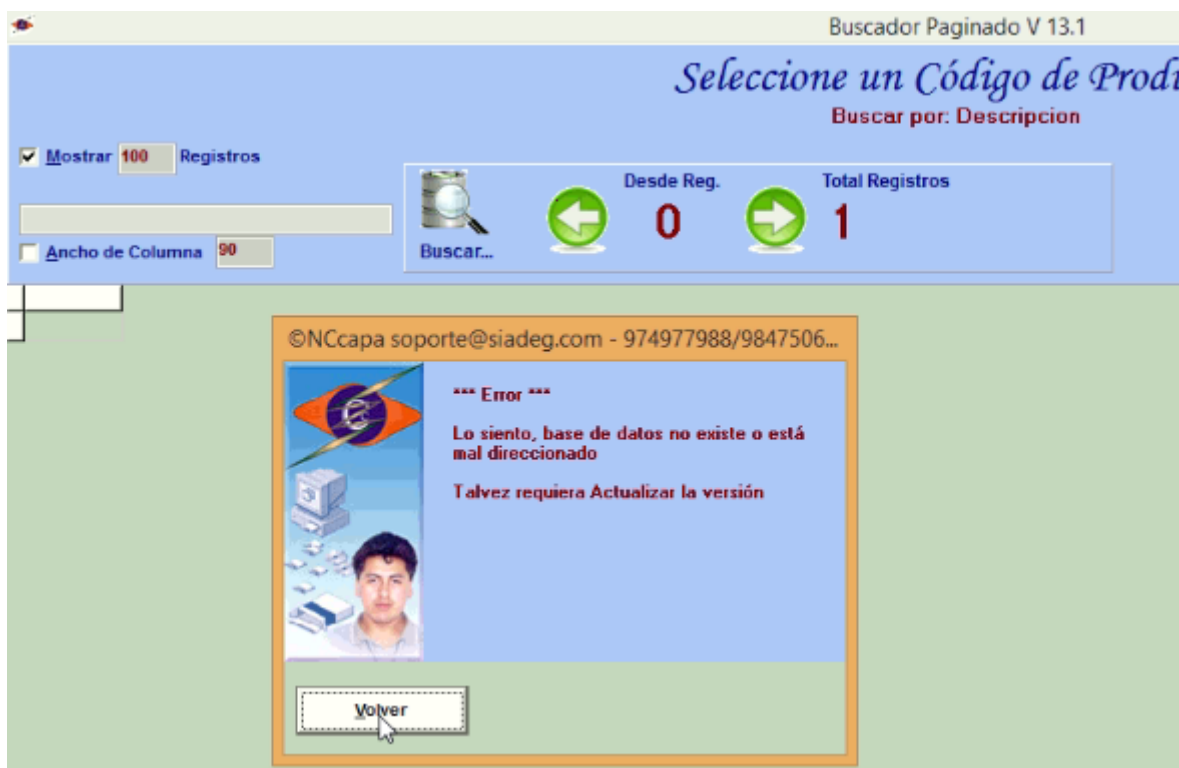 Buscador Paginado V 13.1
Seleccione un Código de
Buscar por: Descripcion
Mostrar 100 Registros
Desde Reg.
Total Registros
0
1
Ancho de Columna 90
Buscar...
©NCcapa soporte@siadeg.com - 974977988/9847506...
*** Error ***
Lo siento, base de datos no existe o está
mal direccionado
Talvez requiera Actualizar la versión
Volver